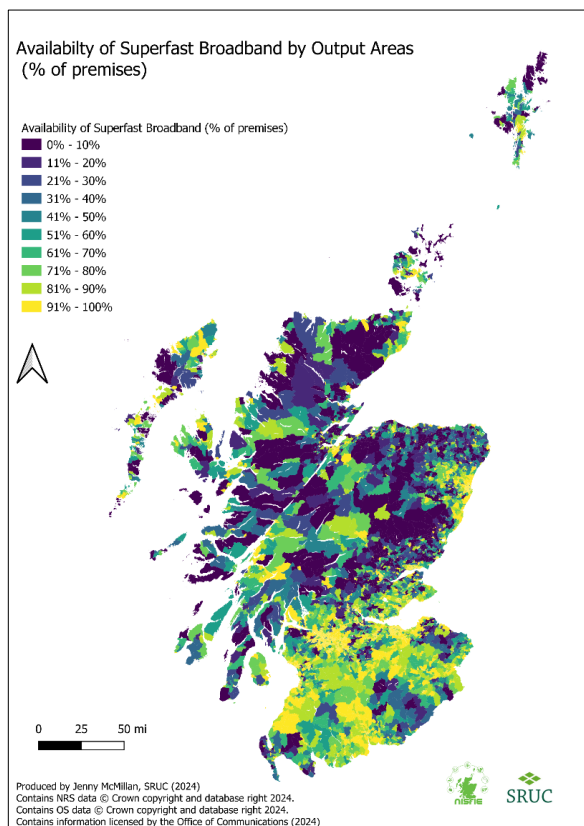 Availabilty of Superfast Broadband by Output Areas
(% of premises)
Availability of Superfast Broadband (% of premises)
0% - 10%
11% - 20%
21% - 30%
31% - 40%
41% - 50%
51% - 60%
61% - 70%
71% - 80%
81% - 90%
91% - 100%
0 25 50 mi
Produced by Jenny McMillan, SRUC (2024)
Contains NRS data © Crown copyright and database right 2024.
Contains OS data © Crown copyright and database right 2024.
Contains information licensed by the Office of Communications (2024)
NISRIE
SRUC